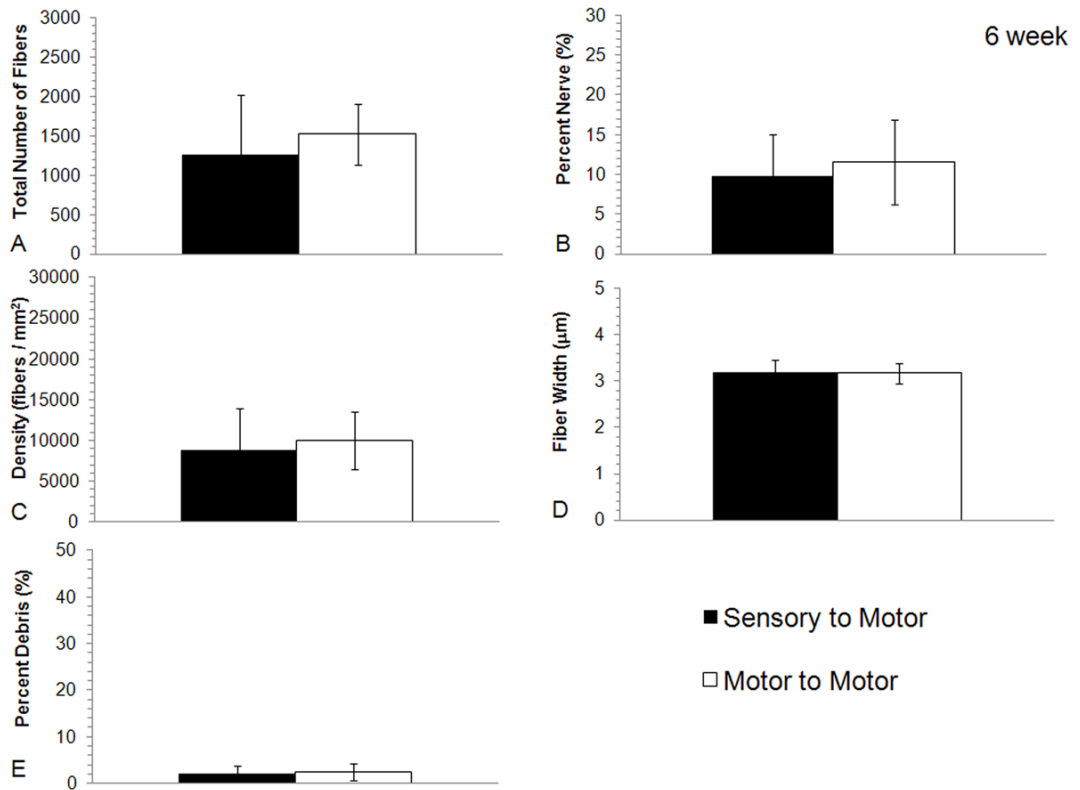 Total Number of Fibers
3000
2500
2000
1500
1000
500
0
A
Percent Nerve (%)
30
25
20
15
10
5
0
B
6 week
Density (fibers / mm²)
30000
25000
20000
15000
10000
5000
0
C
Fiber Width (μm)
5
4
3
2
1
0
D
Percent Debris (%)
50
40
30
20
10
0
E
Sensory to Motor
Motor to Motor